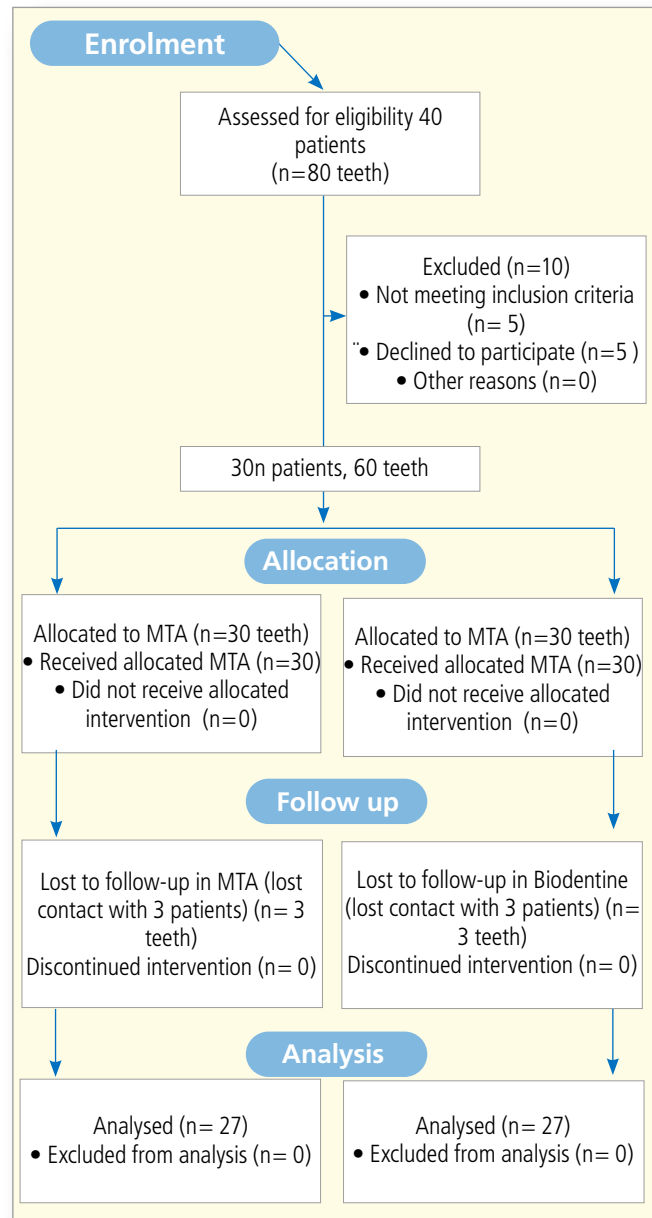 Enrolment
Assessed for eligibility 40
patients
(n=80 teeth)
Excluded (n=10)
• Not meeting inclusion criteria
(n= 5)
¨• Declined to participate (n=5 )
• Other reasons (n=0)
30n patients, 60 teeth
Allocation
Allocated to MTA (n=30 teeth)
• Received allocated MTA (n=30)
• Did not receive allocated
intervention (n=0)
Allocated to MTA (n=30 teeth)
• Received allocated MTA (n=30)
• Did not receive allocated
intervention (n=0)
Follow up
Lost to follow-up in MTA (lost
contact with 3 patients) (n= 3
teeth)
Discontinued intervention (n= 0)
Lost to follow-up in Biodentine
(lost contact with 3 patients) (n=
3 teeth)
Discontinued intervention (n= 0)
Analysis
Analysed (n= 27)
• Excluded from analysis (n= 0)
Analysed (n= 27)
• Excluded from analysis (n= 0)